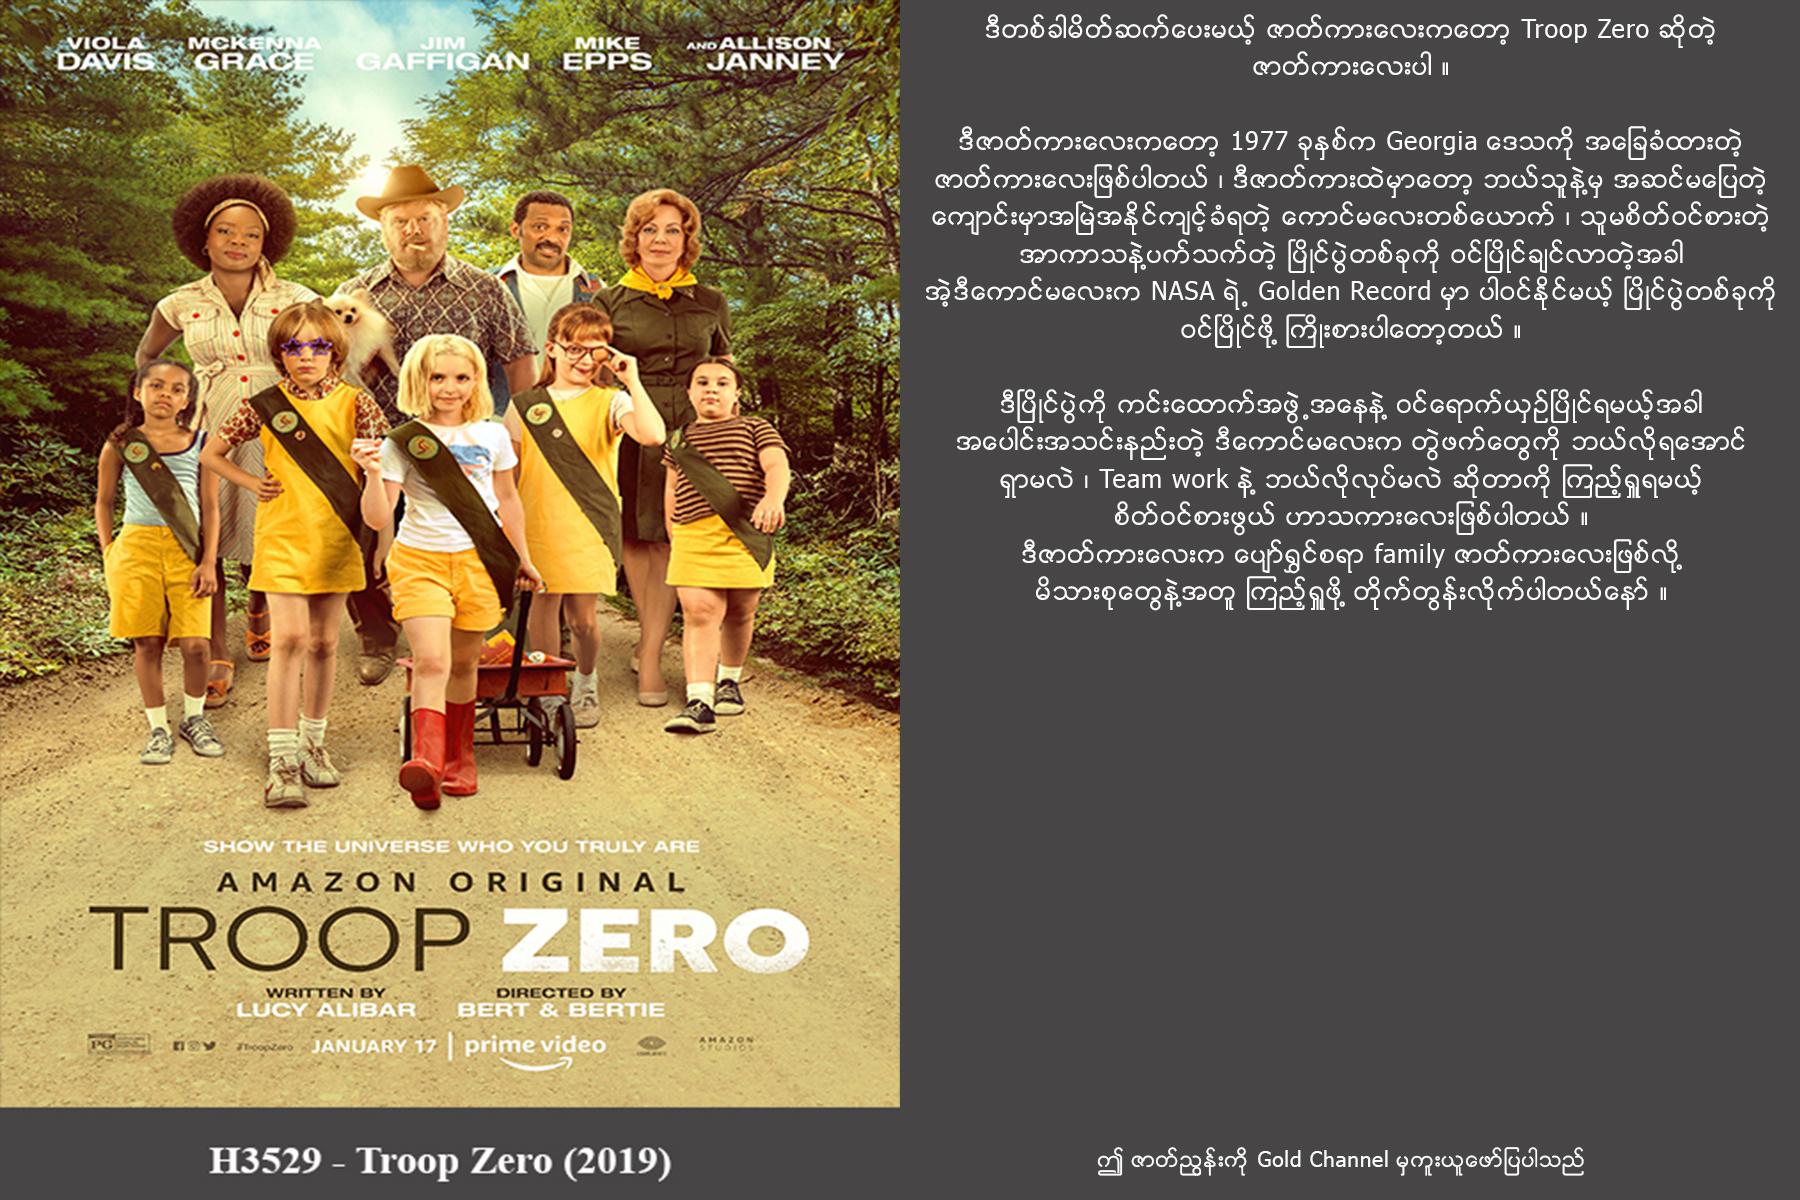 VIOLA DAVIS
MCKENNA GRACE
JIM GAFFIGAN
MIKE EPPS
AND ALLISON JANNEY
SHOW THE UNIVERSE WHO YOU TRULY ARE
AMAZON ORIGINAL
TROOP ZERO
WRITTEN BY
LUCY ALIBAR
DIRECTED BY
BERT & BERTIE
PG
#TroopZero
JANUARY 17 | prime video
AMAZON STUDIOS
H3529 - Troop Zero (2019)
ဒီတစ်ခါမိတ်ဆက်ပေးမယ့် ဇာတ်ကားလေးကတော့ Troop Zero ဆိုတဲ့
ဇာတ်ကားလေးပါ ။
ဒီဇာတ်ကားလေးကတော့ 1977 ခုနှစ်က Georgia ဒေသကို အခြေခံထားတဲ့
ဇာတ်ကားလေးဖြစ်ပါတယ် ၊ ဒီဇာတ်ကားထဲမှာတော့ ဘယ်သူနဲ့မှ အဆင်မပြေတဲ့
ကျောင်းမှာအမြဲအနိုင်ကျင့်ခံရတဲ့ ကောင်မလေးတစ်ယောက် ၊ သူမစိတ်ဝင်စားတဲ့
အာကာသနဲ့ပက်သက်တဲ့ ပြိုင်ပွဲတစ်ခုကို ဝင်ပြိုင်ချင်လာတဲ့အခါ
အဲ့ဒီကောင်မလေးက NASA ရဲ့ Golden Record မှာ ပါဝင်နိုင်မယ့် ပြိုင်ပွဲတစ်ခုကို
ဝင်ပြိုင်ဖို့ ကြိုးစားပါတော့တယ် ။
ဒီပြိုင်ပွဲကို ကင်းထောက်အဖွဲ့အနေနဲ့ ဝင်ရောက်ယှဉ်ပြိုင်ရမယ့်အခါ
အပေါင်းအသင်းနည်းတဲ့ ဒီကောင်မလေးက တွဲဖက်တွေကို ဘယ်လိုရအောင်
ရှာမလဲ ၊ Team work နဲ့ ဘယ်လိုလုပ်မလဲ ဆိုတာကို ကြည့်ရှုရမယ့်
စိတ်ဝင်စားဖွယ် ဟာသကားလေးဖြစ်ပါတယ် ။
ဒီဇာတ်ကားလေးက ပျော်ရွှင်စရာ family ဇာတ်ကားလေးဖြစ်လို့
မိသားစုတွေနဲ့အတူ ကြည့်ရှုဖို့ တိုက်တွန်းလိုက်ပါတယ်နော် ။
ဤ ဇာတ်ညွှန်းကို Gold Channel မှကူးယူဖော်ပြပါသည်